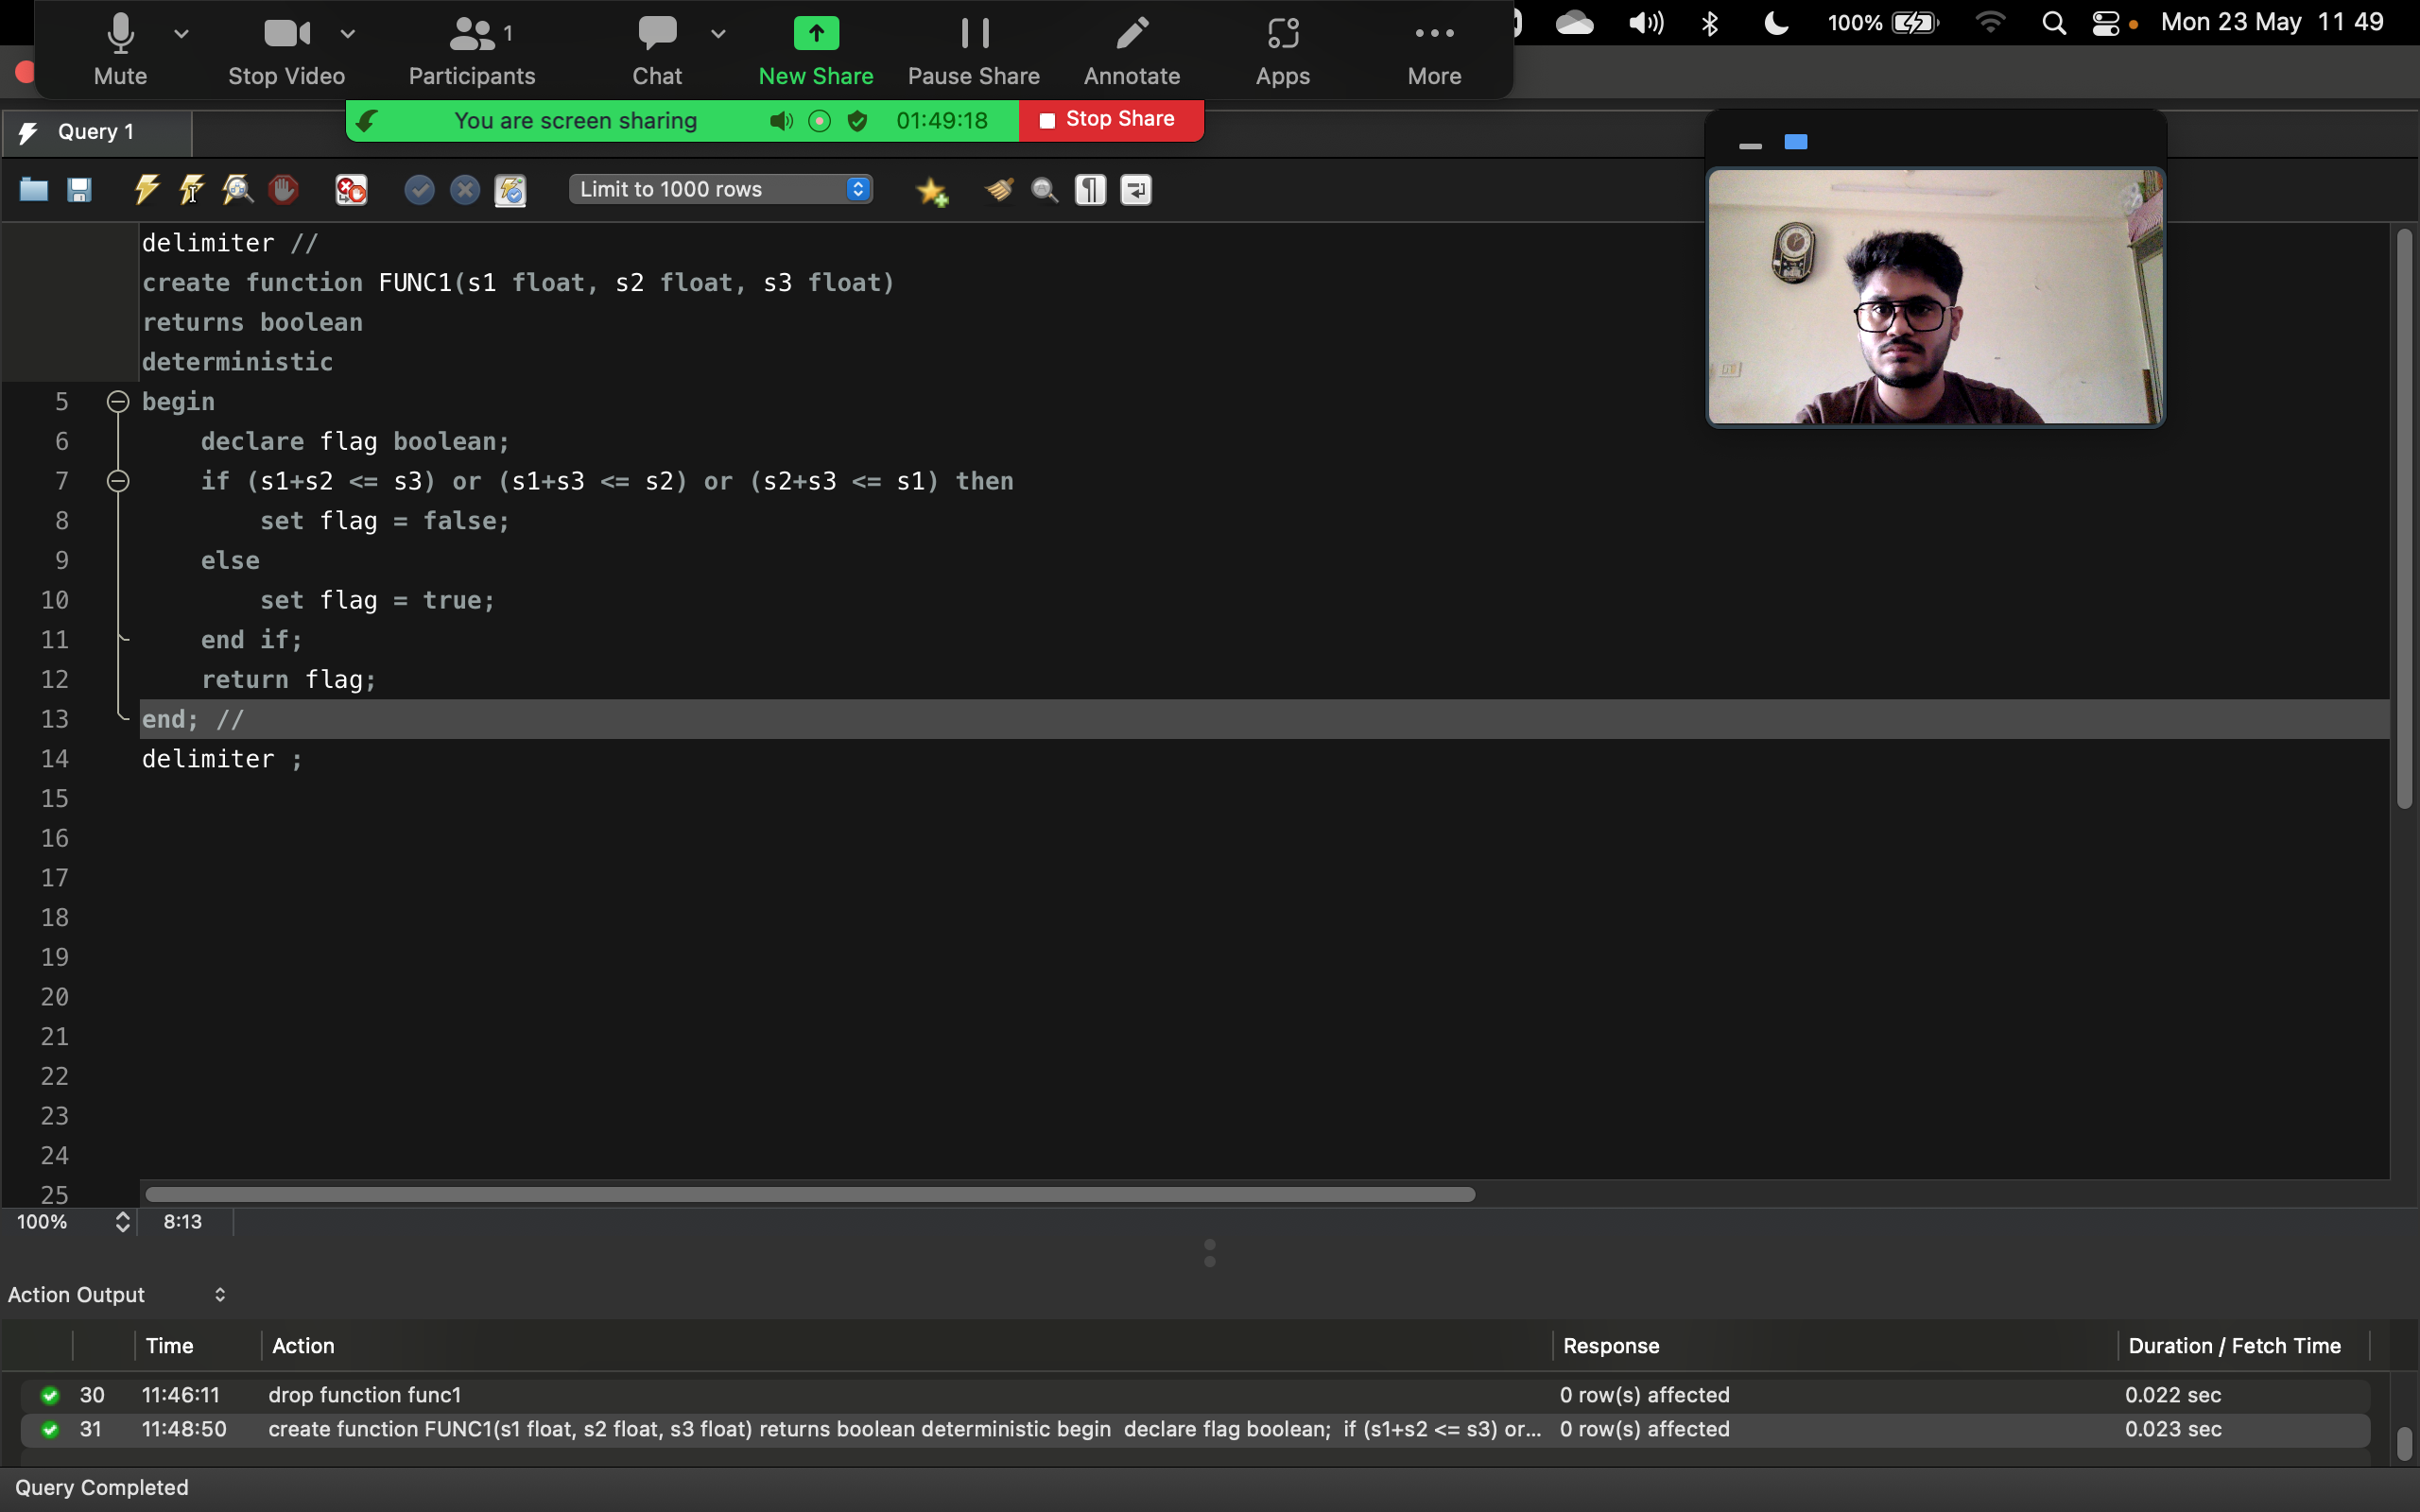 100% Mon 23 May 11 49
Mute Stop Video Participants 1 Chat New Share Pause Share Annotate Apps More
You are screen sharing 01:49:18 Stop Share
Query 1
Limit to 1000 rows
delimiter //
create function FUNC1(s1 float, s2 float, s3 float)
returns boolean
deterministic
5 begin
6 declare flag boolean;
7 if (s1+s2 <= s3) or (s1+s3 <= s2) or (s2+s3 <= s1) then
8 set flag = false;
9 else
10 set flag = true;
11 end if;
12 return flag;
13 end; //
14 delimiter ;
15
16
17
18
19
20
21
22
23
24
25
100% 8:13
Action Output
Time Action Response Duration / Fetch Time
30 11:46:11 drop function func1 0 row(s) affected 0.022 sec
31 11:48:50 create function FUNC1(s1 float, s2 float, s3 float) returns boolean deterministic begin declare flag boolean; if (s1+s2 <= s3) or... 0 row(s) affected 0.023 sec
Query Completed